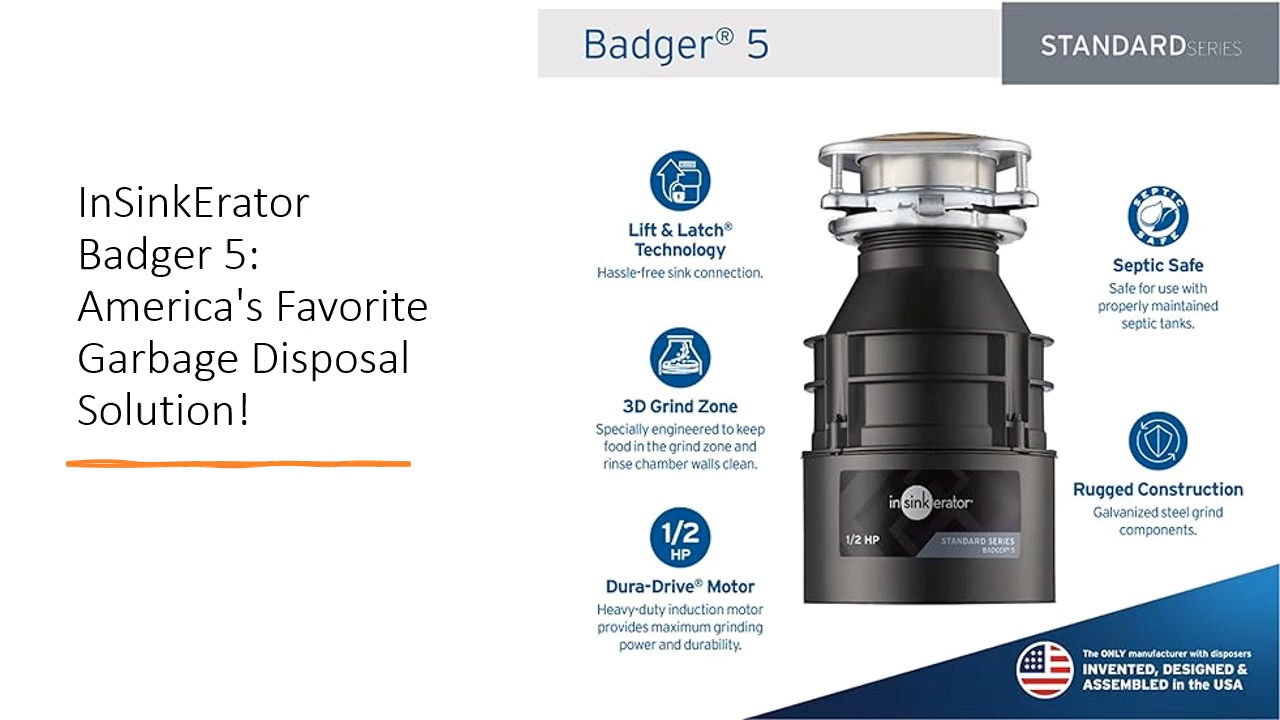 InSinkErator
Badger 5:
America's Favorite
Garbage Disposal
Solution!
Badger® 5
STANDARDSERIES
Lift & Latch®
Technology
Hassle-free sink connection.
3D Grind Zone
Specially engineered to keep
food in the grind zone and
rinse chamber walls clean.
1/2
HP
Dura-Drive® Motor
Heavy-duty induction motor
provides maximum grinding
power and durability.
insinkerator
1/2 HP
STANDARD SERIES
BADGER® 5
SEPTIC
SAFE
Septic Safe
Safe for use with
properly maintained
septic tanks.
Rugged Construction
Galvanized steel grind
components.
The ONLY manufacturer with disposers
INVENTED, DESIGNED &
ASSEMBLED in the USA